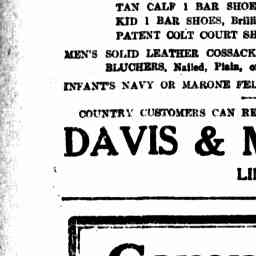 TAN CALF 1 BAR SHOE
KID 1 BAR SHOES, Brilli
PATENT COLT COURT SH
MEN'S SOLID LEATHER COSSACK
BLUCHERS, Nailed, Plain, o
INFANT'S NAVY OR MARONE FEL
COUNTRY CUSTOMERS CAN RE
DAVIS & M
LI